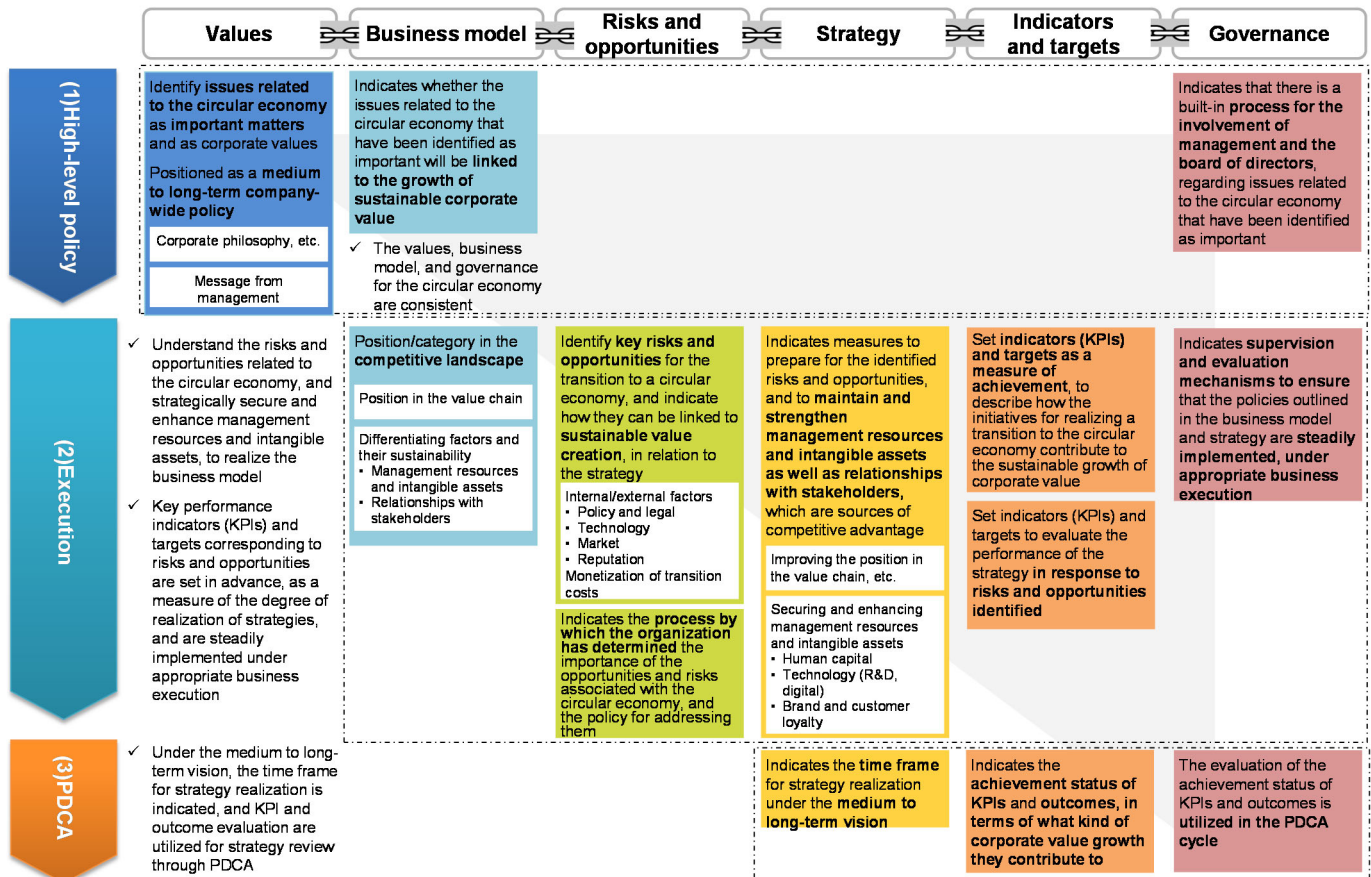 Values
Business model
Risks and
opportunities
Strategy
Indicators
and targets
Governance
(1)High-level policy
Identify issues related
to the circular economy
as important matters
and as corporate values
Positioned as a medium
to long-term company-
wide policy
Corporate philosophy, etc.
Message from
management
Indicates whether the
issues related to the
circular economy that
have been identified as
important will be linked
to the growth of
sustainable corporate
value
✓ The values, business
model, and governance
for the circular economy
are consistent
Indicates that there is a
built-in process for the
involvement of
management and the
board of directors,
regarding issues related
to the circular economy
that have been identified
as important
(2)Execution
✓ Understand the risks and
opportunities related to
the circular economy, and
strategically secure and
enhance management
resources and intangible
assets, to realize the
business model
✓ Key performance
indicators (KPIs) and
targets corresponding to
risks and opportunities
are set in advance, as a
measure of the degree of
realization of strategies,
and are steadily
implemented under
appropriate business
execution
Position/category in the
competitive landscape
Position in the value chain
Differentiating factors and
their sustainability
▪ Management resources
and intangible assets
▪ Relationships with
stakeholders
Identify key risks and
opportunities for the
transition to a circular
economy, and indicate
how they can be linked to
sustainable value
creation, in relation to
the strategy
Internal/external factors
▪ Policy and legal
▪ Technology
▪ Market
▪ Reputation
Monetization of transition
costs
Indicates the process by
which the organization
has determined the
importance of the
opportunities and risks
associated with the
circular economy, and
the policy for addressing
them
Indicates measures to
prepare for the identified
risks and opportunities,
and to maintain and
strengthen
management resources
and intangible assets
as well as relationships
with stakeholders,
which are sources of
competitive advantage
Improving the position in
the value chain, etc.
Securing and enhancing
management resources
and intangible assets
▪ Human capital
▪ Technology (R&D,
digital)
▪ Brand and customer
loyalty
Set indicators (KPIs)
and targets as a
measure of
achievement, to
describe how the
initiatives for realizing a
transition to the circular
economy contribute to
the sustainable growth of
corporate value
Set indicators (KPIs) and
targets to evaluate the
performance of the
strategy in response to
risks and opportunities
identified
Indicates supervision
and evaluation
mechanisms to ensure
that the policies outlined
in the business model
and strategy are steadily
implemented, under
appropriate business
execution
(3)PDCA
✓ Under the medium to long-
term vision, the time frame
for strategy realization is
indicated, and KPI and
outcome evaluation are
utilized for strategy review
through PDCA
Indicates the time frame
for strategy realization
under the medium to
long-term vision
Indicates the
achievement status of
KPIs and outcomes, in
terms of what kind of
corporate value growth
they contribute to
The evaluation of the
achievement status of
KPIs and outcomes is
utilized in the PDCA
cycle